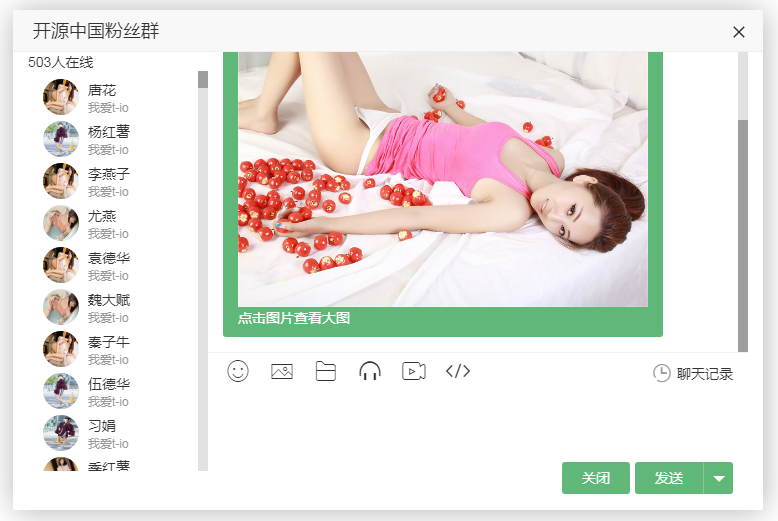 开源中国粉丝群
503人在线
唐花
我爱t-io
杨红薯
我爱t-io
李燕子
我爱t-io
尤燕
我爱t-io
袁德华
我爱t-io
魏大赋
我爱t-io
秦子牛
我爱t-io
伍德华
我爱t-io
习娟
我爱t-io
季红薯
点击图片查看大图
聊天记录
关闭
发送